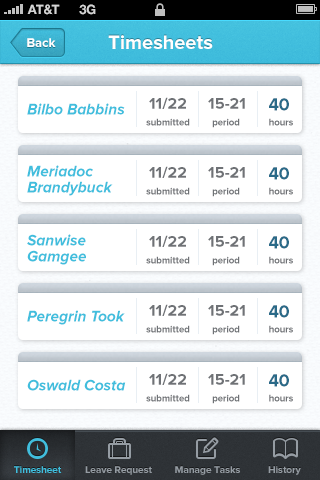 AT&T 3G
Back
Timesheets
Bilbo Babbins 11/22 15-21 40
submitted period hours
Meriadoc 11/22 15-21 40
Brandybuck submitted period hours
Sanwise 11/22 15-21 40
Gamgee submitted period hours
Peregrin Took 11/22 15-21 40
submitted period hours
Oswald Costa 11/22 15-21 40
submitted period hours
Timesheet Leave Request Manage Tasks History